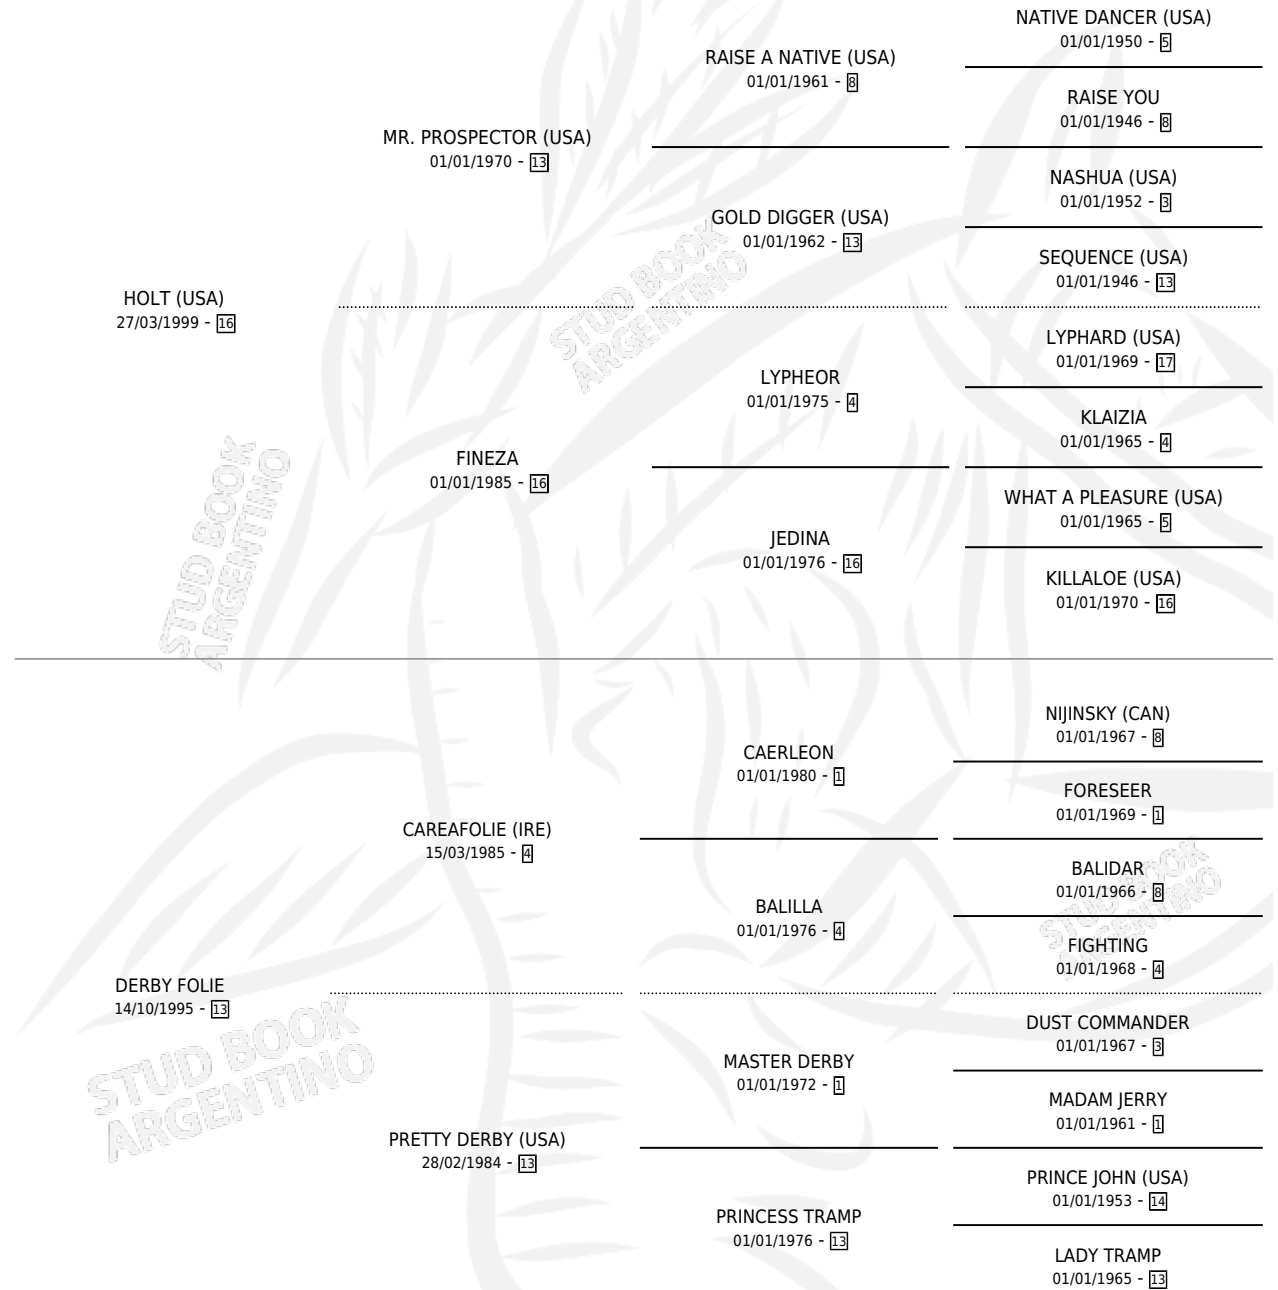 NATIVE DANCER (USA)
01/01/1950 - 5
RAISE A NATIVE (USA)
01/01/1961 - 8
RAISE YOU
01/01/1946 - 8
MR. PROSPECTOR (USA)
01/01/1970 - 13
NASHUA (USA)
01/01/1952 - 3
GOLD DIGGER (USA)
01/01/1962 - 13
SEQUENCE (USA)
01/01/1946 - 13
HOLT (USA)
27/03/1999 - 16
STUD BOOK
ARGENTINO
LYPHARD (USA)
01/01/1969 - 17
LYPHEOR
01/01/1975 - 4
KLAIZIA
01/01/1965 - 4
FINEZA
01/01/1985 - 16
WHAT A PLEASURE (USA)
01/01/1965 - 5
JEDINA
01/01/1976 - 16
KILLALOE (USA)
01/01/1970 - 16
STUD BOOK
ARGENTINO
NIJINSKY (CAN)
01/01/1967 - 8
CAERLEON
01/01/1980 - 1
FORESEER
01/01/1969 - 1
CAREAFOLIE (IRE)
15/03/1985 - 4
BALIDAR
01/01/1966 - 8
BALILLA
01/01/1976 - 4
STUD BOOK
ARGENTINO
FIGHTING
01/01/1968 - 4
DERBY FOLIE
14/10/1995 - 13
STUD BOOK
ARGENTINO
DUST COMMANDER
01/01/1967 - 3
MASTER DERBY
01/01/1972 - 1
MADAM JERRY
01/01/1961 - 1
PRETTY DERBY (USA)
28/02/1984 - 13
PRINCE JOHN (USA)
01/01/1953 - 14
PRINCESS TRAMP
01/01/1976 - 13
LADY TRAMP
01/01/1965 - 13